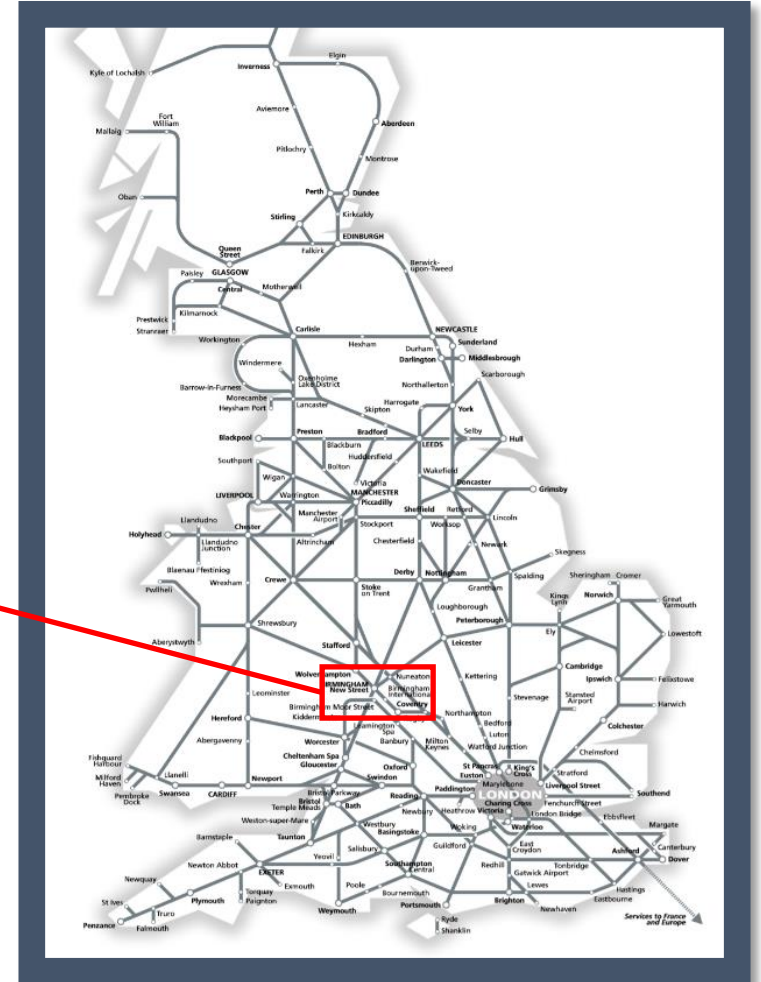 Elgin
Inverness
Kyle of Lochalsh
Aviemore
Fort
William
Aberdeen
Mallaig
Pitlochry
Montrose
Perth
Dundee
Oban
Stirling
Kirkcaldy
EDINBURGH
Queen
Street
Falkirk
Berwick-
upon-Tweed
Paisley
GLASGOW
Central
Motherwell
Kilmarnock
Prestwick
Stranraer
Carlisle
NEWCASTLE
Workington
Hexham
Sunderland
Durham
Darlington
Middlesbrough
Windermere
Scarborough
Oxenholme
Lake District
Barrow-in-Furness
Northallerton
Morecambe
Heysham Port
Lancaster
Harrogate
Skipton
York
Blackpool
Preston
Bradford
Selby
Blackburn
LEEDS
Hull
Huddersfield
Southport
Bolton
Wakefield
Wigan
Victoria
Doncaster
LIVERPOOL
Warrington
MANCHESTER
Piccadilly
Grimsby
Manchester
Airport
Sheffield
Retford
Llandudno
Chester
Stockport
Worksop
Lincoln
Holyhead
Llandudno
Junction
Altrincham
Chesterfield
Newark
Skegness
Blaenau Ffestiniog
Derby
Nottingham
Pwllheli
Wrexham
Crewe
Stoke
on Trent
Grantham
Spalding
Sheringham
Cromer
Kings
Lynn
Norwich
Great
Yarmouth
Loughborough
Peterborough
Shrewsbury
Ely
Aberystwyth
Stafford
Leicester
Lowestoft
Cambridge
Wolverhampton
Nuneaton
Kettering
Ipswich
Felixstowe
BIRMINGHAM
New Street
Birmingham
International
Leominster
Stevenage
Stansted
Airport
Birmingham Moor Street
Coventry
Harwich
Hereford
Northampton
Leamington
Spa
Bedford
Colchester
Abergavenny
Worcester
Banbury
Milton
Keynes
Luton
Watford Junction
Chelmsford
Cheltenham Spa
Fishguard
Harbour
Gloucester
Oxford
St Pancras
King's
Cross
Euston
Stratford
Milford
Haven
Llanelli
Newport
Swindon
Marylebone
Liverpool Street
Pembroke
Dock
Swansea
CARDIFF
Bristol Parkway
Reading
Paddington
LONDON
Southend
Bristol
Temple Meads
Bath
Charing Cross
Fenchurch Street
Newbury
Heathrow
Victoria
London Bridge
Ebbsfleet
Weston-super-Mare
Westbury
Waterloo
Margate
Barnstaple
Taunton
Basingstoke
Woking
East
Croydon
Canterbury
Yeovil
Salisbury
Guildford
Ashford
Newton Abbot
Southampton
Central
Redhill
Tonbridge
Dover
EXETER
Gatwick Airport
Newquay
Exmouth
Poole
Lewes
Hastings
Torquay
Paignton
Bournemouth
Eastbourne
St Ives
Plymouth
Weymouth
Portsmouth
Brighton
Newhaven
Truro
Ryde
Services to France
and Europe
Penzance
Falmouth
Shanklin